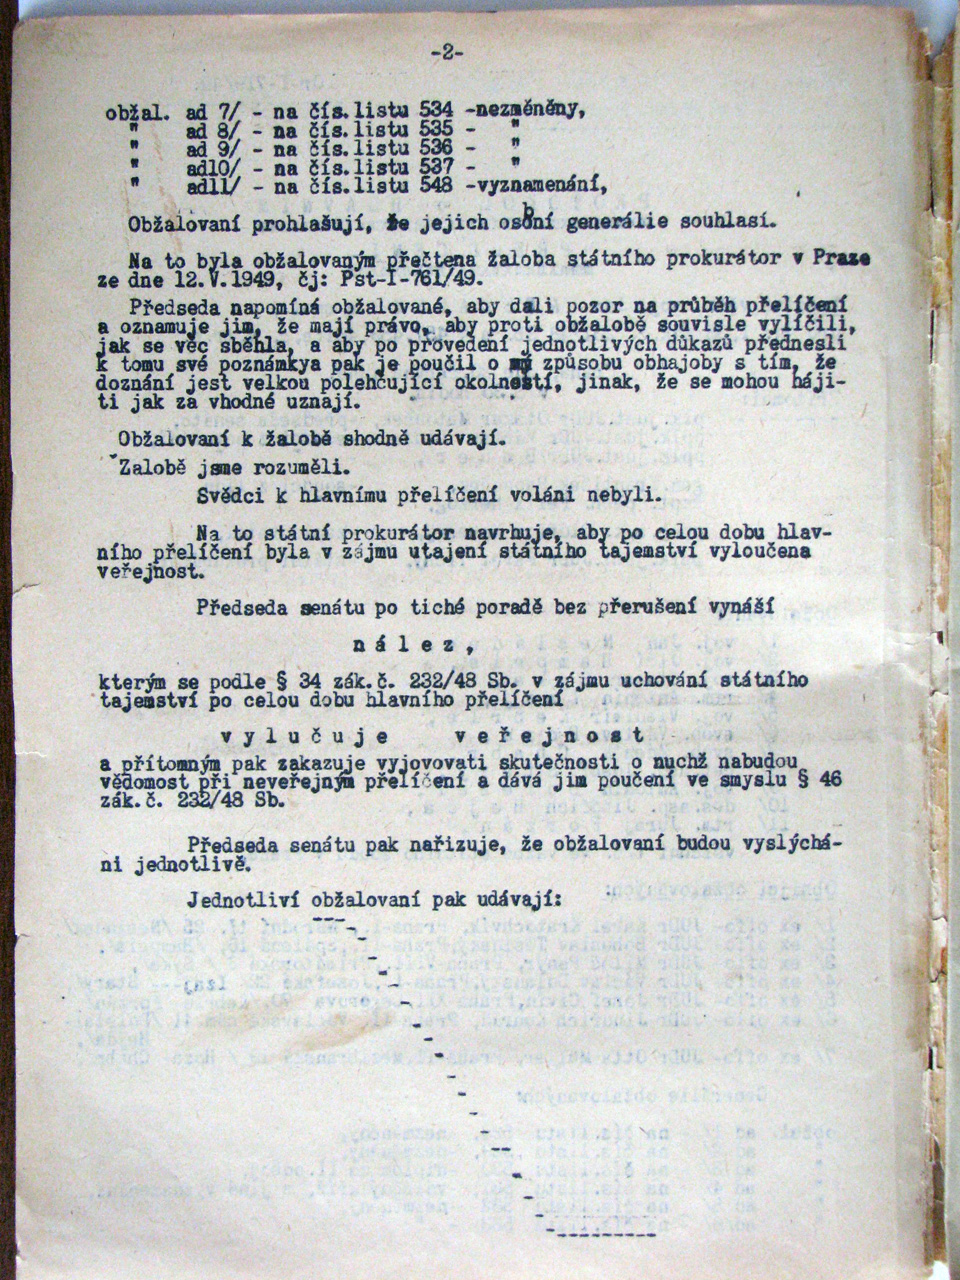 -2-
obžal. ad 7/ - na čís.listu 534 -nezměněny,
" ad 8/ - na čís.listu 535 - "
" ad 9/ - na čís.listu 536 - "
" ad10/ - na čís.listu 537 - "
" ad11/ - na čís.listu 548 -vyznamenání,
Obžalovaní prohlašují, že jejich osobní generálie souhlasí.
Na to byla obžalovaným přečtena žaloba státního prokurátor v Praze
ze dne 12.V.1949, čj: Pst-I-761/49.
Předseda napomíná obžalované, aby dali pozor na průběh přelíčení
a oznamuje jim, že mají právo, aby proti obžalobě souvisle vylíčili,
jak se věc sběhla, a aby po provedení jednotlivých důkazů přednesli
k tomu své poznámkya pak je poučil o způsobu obhajoby s tím, že
doznání jest velkou polehčující okolností, jinak, že se mohou háji-
ti jak za vhodné uznají.
Obžalovaní k žalobě shodně udávají.
Žalobě jsme rozuměli.
Svědci k hlavnímu přelíčení voláni nebyli.
Na to státní prokurátor navrhuje, aby po celou dobu hlav-
ního přelíčení byla v zájmu utajení státního tajemství vyloučena
veřejnost.
Předseda senátu po tiché poradě bez přerušení vynáší
n á l e z ,
kterým se podle § 34 zák.č. 232/48 Sb. v zájmu uchování státního
tajemství po celou dobu hlavního přelíčení
v y l u č u j e v e ř e j n o s t
a přítomným pak zakazuje vyjovovati skutečnosti o nuchž nabudou
vědomost při neveřejným přelíčení a dává jim poučení ve smyslu § 46
zák.č. 232/48 Sb.
Předseda senátu pak nařizuje, že obžalovaní budou vyslýchá-
ni jednotlivě.
Jednotliví obžalovaní pak udávají: